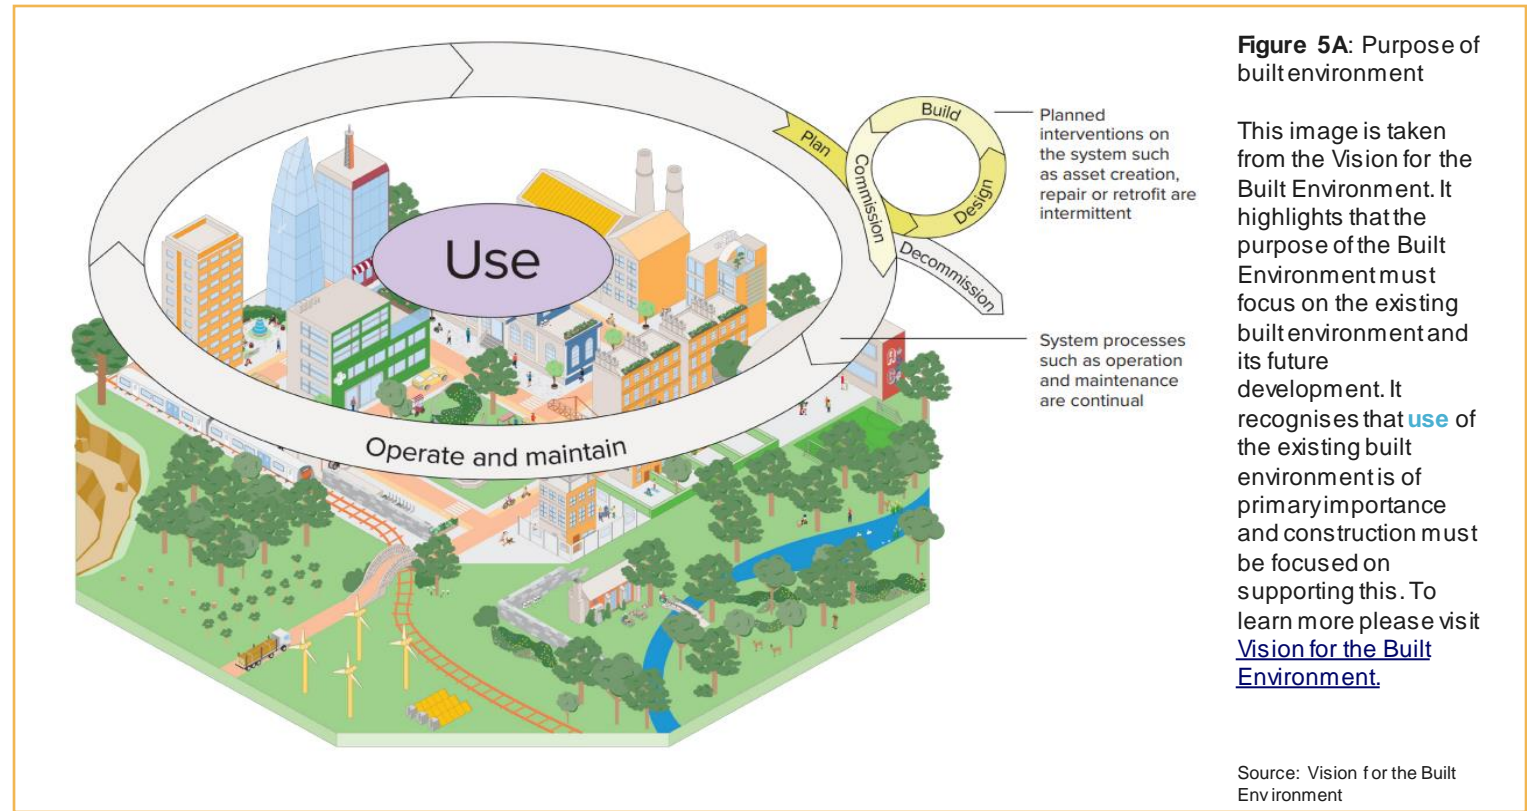 Use
Operate and maintain
Plan
Commission
Build
Design
Decommission
Planned
interventions on
the system such
as asset creation,
repair or retrofit are
intermittent
System processes
such as operation
and maintenance
are continual
Figure 5A: Purpose of
built environment
This image is taken
from the Vision for the
Built Environment. It
highlights that the
purpose of the Built
Environment must
focus on the existing
built environment and
its future
development. It
recognises that use of
the existing built
environment is of
primary importance
and construction must
be focused on
supporting this. To
learn more please visit
Vision for the Built
Environment.
Source: Vision for the Built
Environment